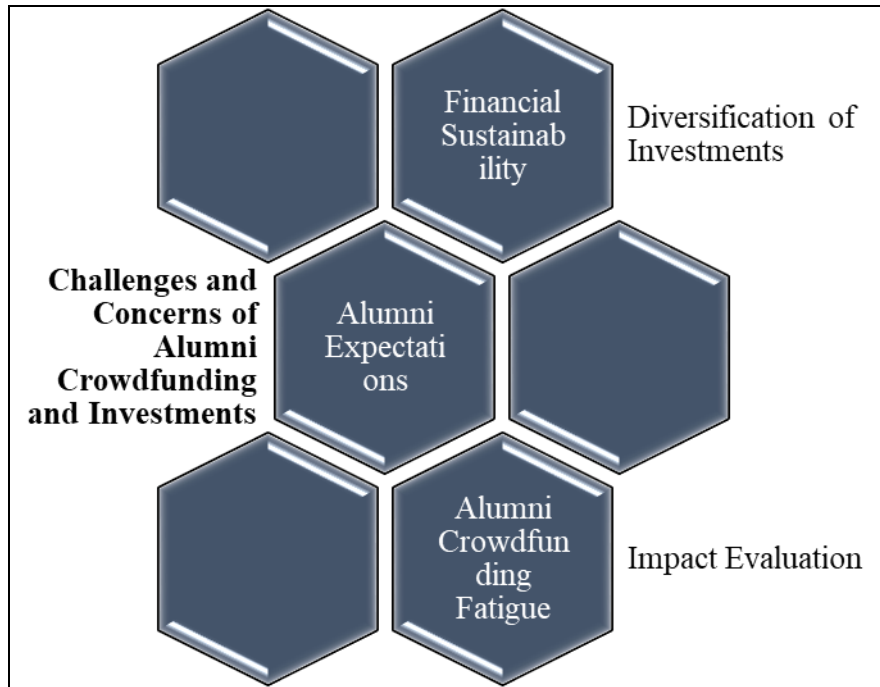 Financial
Sustainab
ility
Diversification of
Investments
Challenges and
Concerns of
Alumni
Crowdfunding
and Investments
Alumni
Expectati
ons
Alumni
Crowdfun
ding
Fatigue
Impact Evaluation